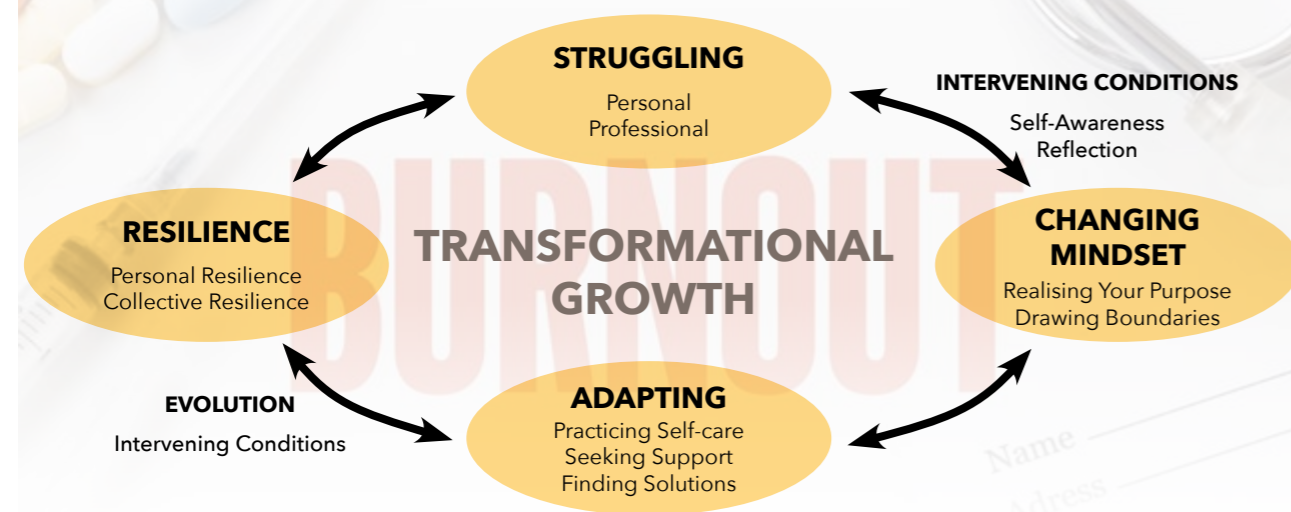 STRUGGLING
Personal
Professional
INTERVENING CONDITIONS
Self-Awareness
Reflection
RESILIENCE
Personal Resilience
Collective Resilience
BURNOUT
TRANSFORMATIONAL
GROWTH
CHANGING
MINDSET
Realising Your Purpose
Drawing Boundaries
EVOLUTION
Intervening Conditions
ADAPTING
Practicing Self-care
Seeking Support
Finding Solutions
Name
Adress